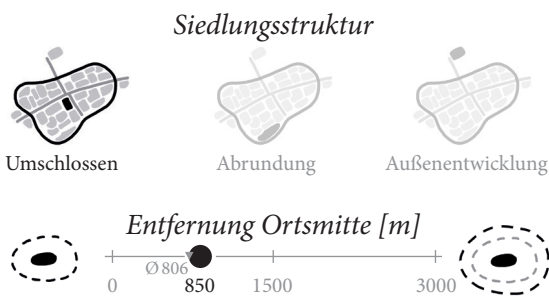 Siedlungsstruktur
Umschlossen Abrundung Außenentwicklung
Entfernung Ortsmitte [m]
Ø 806
0 850 1500 3000